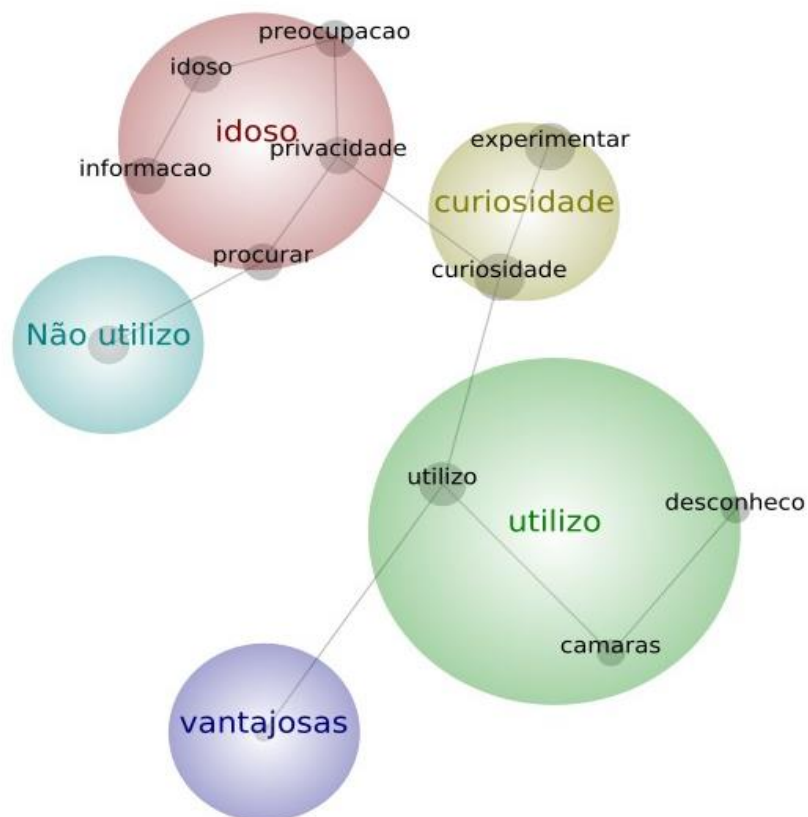 preocupacao
idoso
idoso
privacidade
informacao
procurar
experimentar
curiosidade
curiosidade
Não utilizo
utilizo
utilizo
desconheco
camaras
vantajosas